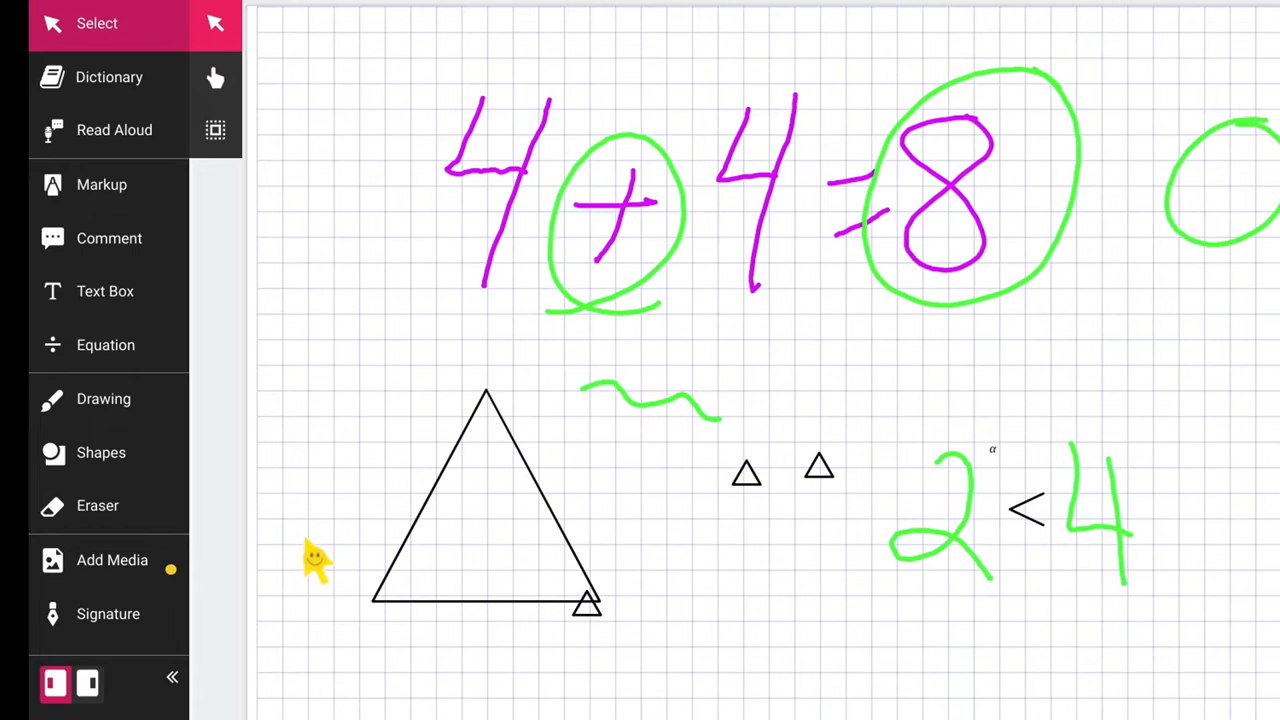 Select
Dictionary
Read Aloud
Markup
Comment
Text Box
Equation
Drawing
Shapes
Eraser
Add Media
Signature
4 + 4 = 8
α
2 < 4